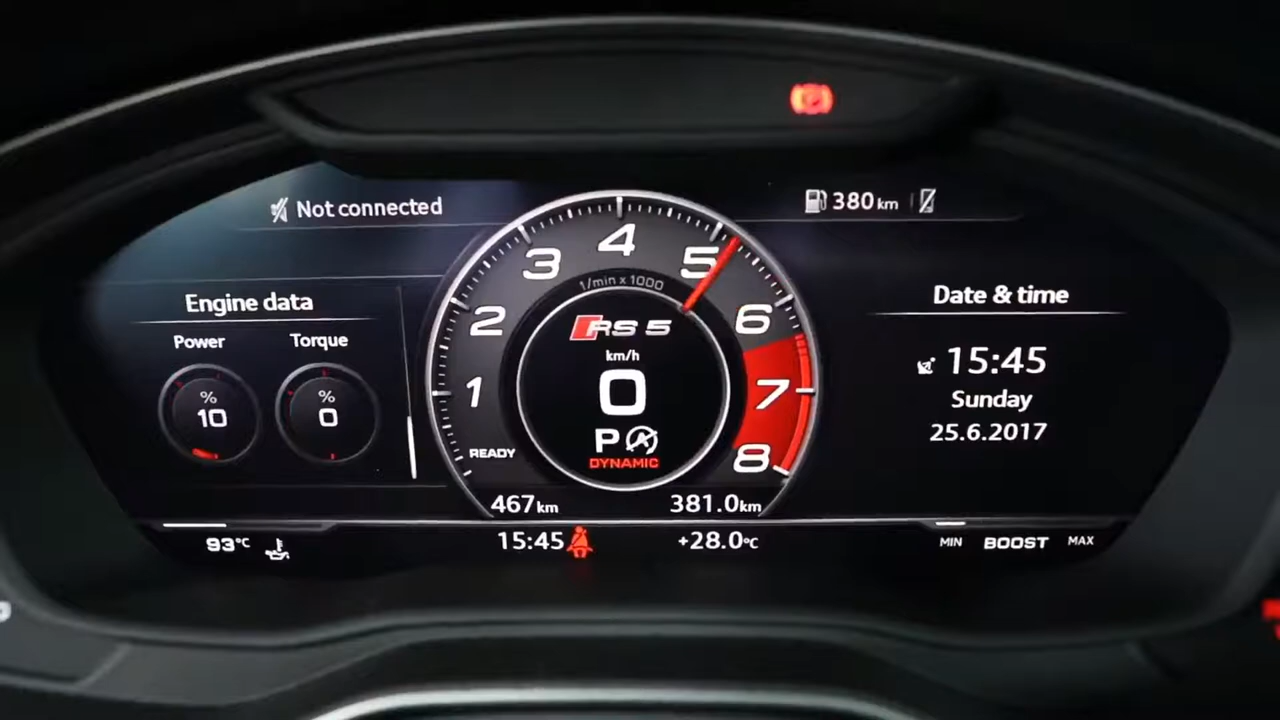 Not connected
380 km
Engine data
Power
Torque
% 10
% 0
1 2 3 4 5 6 7 8
1/min x 1000
RS 5
km/h
0
P
DYNAMIC
READY
467 km
381.0 km
Date & time
15:45
Sunday
25.6.2017
93°C
15:45
+28.0°C
MIN BOOST MAX